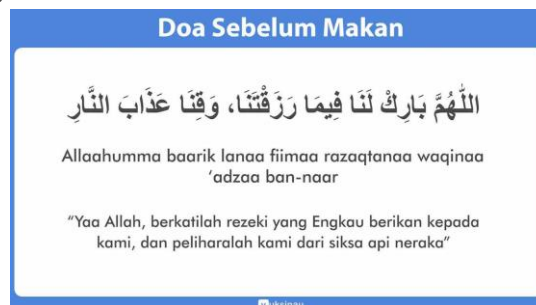 Doa Sebelum Makan
اللّٰهُمَّ بَارِكْ لَنَا فِيمَا رَزَقْتَنَا، وَقِنَا عَذَابَ النَّارِ
Allaahumma baarik lanaa fiimaa razaqtanaa waqinaa
‘adzaa ban-naar
“Yaa Allah, berkatilah rezeki yang Engkau berikan kepada
kami, dan peliharalah kami dari siksa api neraka”